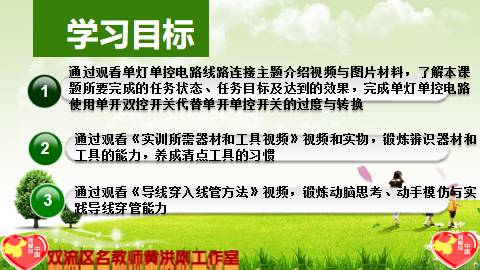 学习目标
1
通过观看单灯单控电路线路连接主题介绍视频与图片材料，了解本课
题所要完成的任务状态、任务目标及达到的效果，完成单灯单控电路
使用单开双控开关代替单开单控开关的过度与转换
2
通过观看《实训所需器材和工具视频》视频和实物，锻炼辨识器材和
工具的能力，养成清点工具的习惯
3
通过观看《导线穿入线管方法》视频，锻炼动脑思考、动手模仿与实
践导线穿管能力
双流区名教师黄洪刚工作室